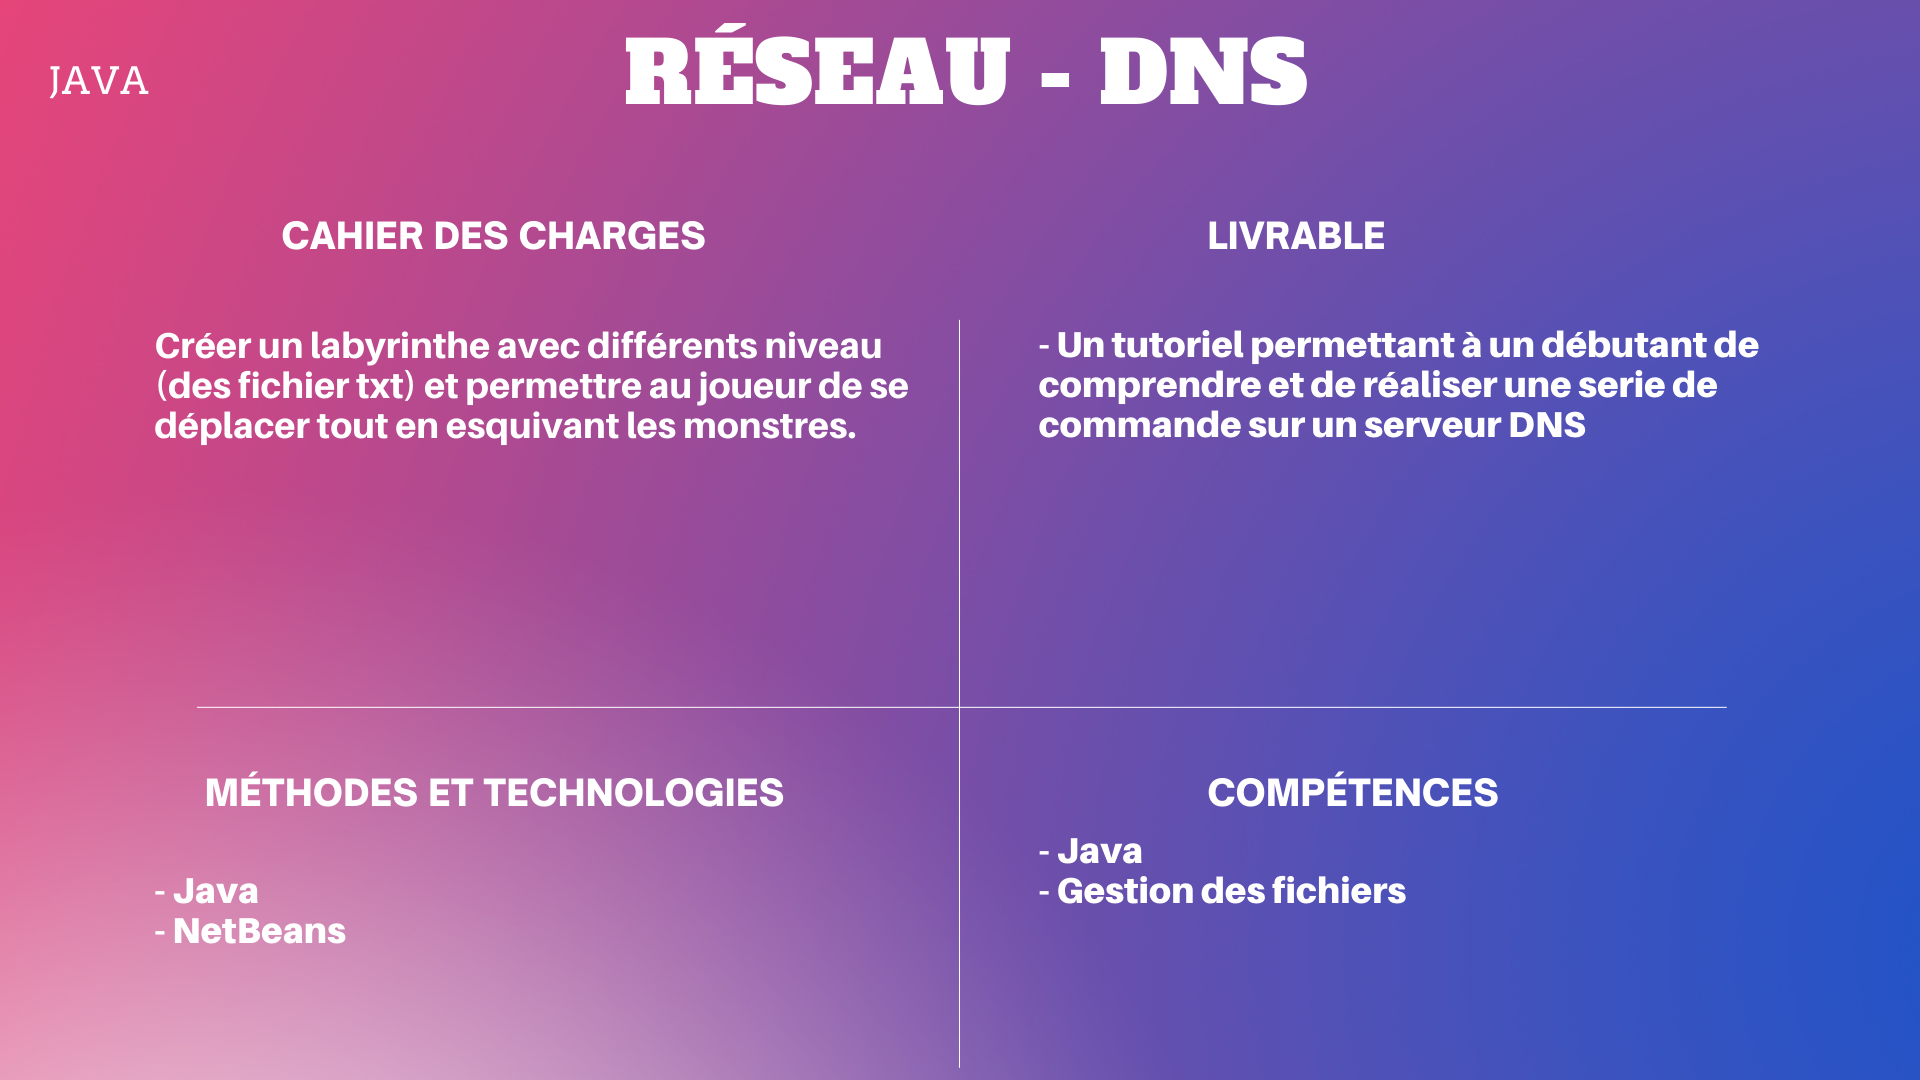 JAVA
RÉSEAU - DNS
CAHIER DES CHARGES
Créer un labyrinthe avec différents niveau
(des fichier txt) et permettre au joueur de se
déplacer tout en esquivant les monstres.
LIVRABLE
- Un tutoriel permettant à un débutant de
comprendre et de réaliser une serie de
commande sur un serveur DNS
MÉTHODES ET TECHNOLOGIES
- Java
- NetBeans
COMPÉTENCES
- Java
- Gestion des fichiers